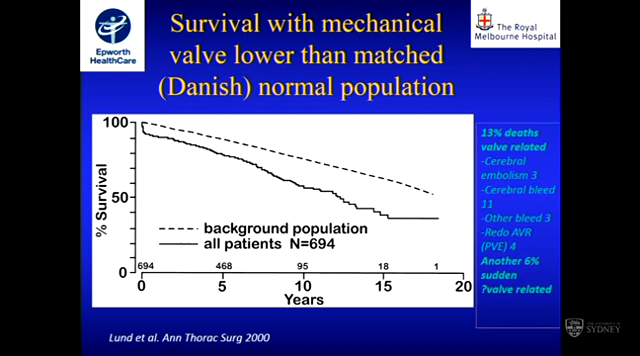 Epworth
HealthCare
Survival with mechanical
valve lower than matched
(Danish) normal population
The Royal
Melbourne Hospital
100
50
0
% Survival
background population
all patients N=694
694 468 95 18 1
0 5 10 15 20
Years
13% deaths
valve related
-Cerebral
embolism 3
-Cerebral bleed
11
-Other bleed 3
-Redo AVR
(PVE) 4
Another 6%
sudden
?valve related
Lund et al. Ann Thorac Surg 2000
SYDNEY